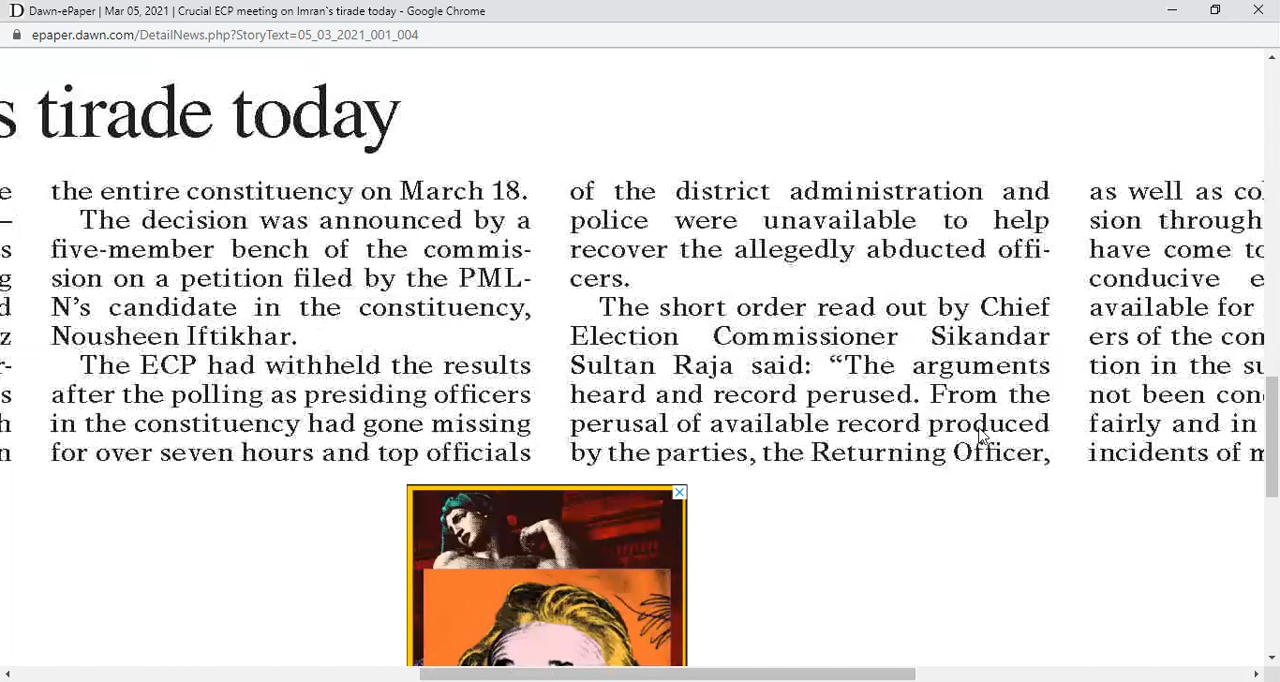 Dawn-ePaper | Mar 05, 2021 | Crucial ECP meeting on Imran`s tirade today - Google Chrome
epaper.dawn.com/DetailNews.php?StoryText=05_03_2021_001_004
s tirade today
the entire constituency on March 18.
The decision was announced by a
five-member bench of the commis-
sion on a petition filed by the PML-
N's candidate in the constituency,
Nousheen Iftikhar.
The ECP had withheld the results
after the polling as presiding officers
in the constituency had gone missing
for over seven hours and top officials
of the district administration and
police were unavailable to help
recover the allegedly abducted offi-
cers.
The short order read out by Chief
Election Commissioner Sikandar
Sultan Raja said: “The arguments
heard and record perused. From the
perusal of available record produced
by the parties, the Returning Officer,
as well as co
sion through
have come to
conducive e
available for
ers of the con
tion in the su
not been con
fairly and in
incidents of m